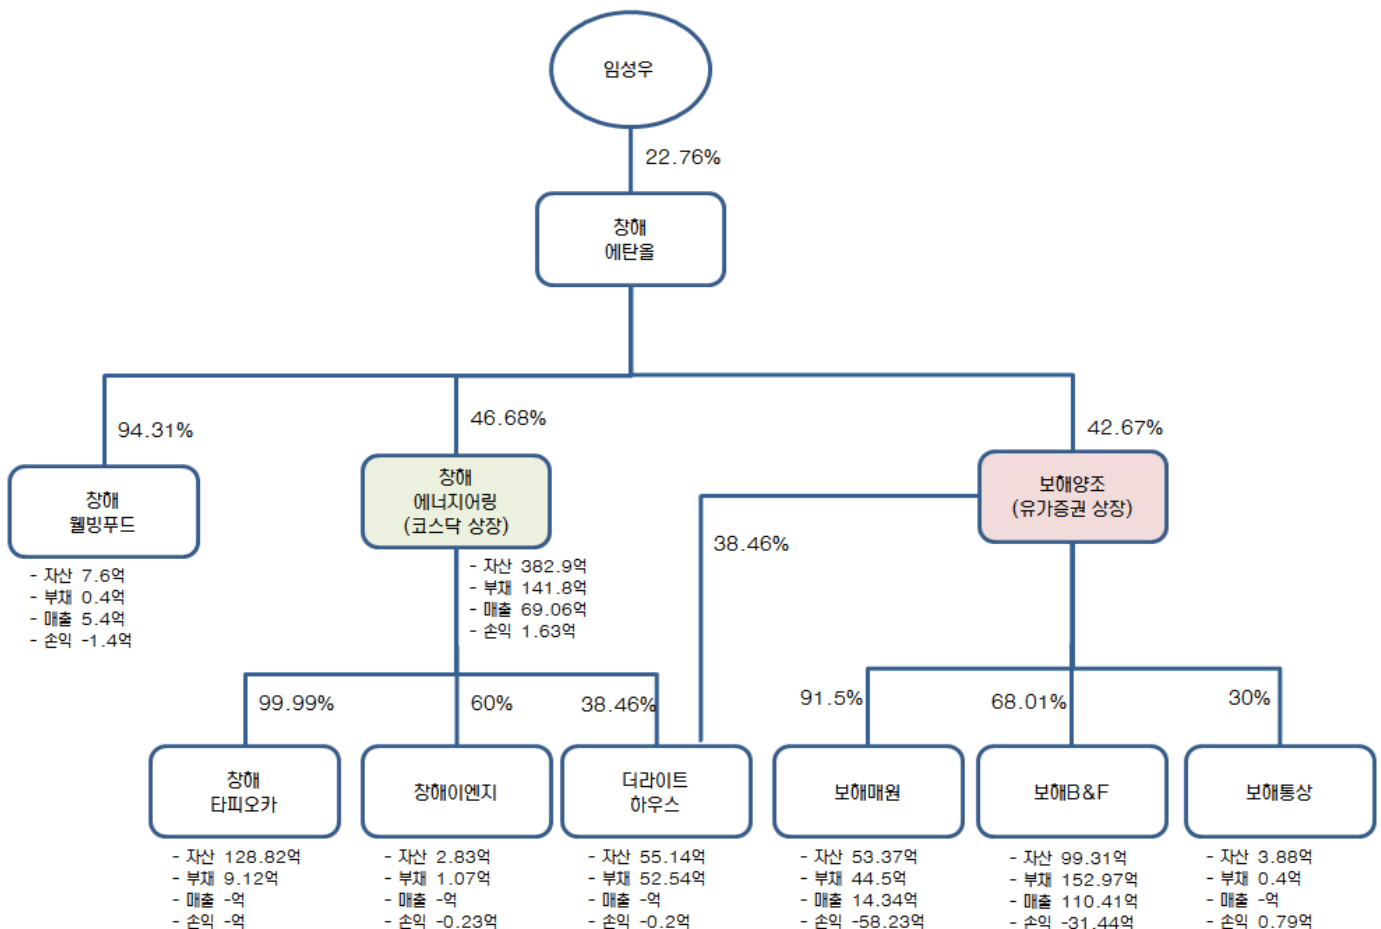 임성우
22.76%
창해
에탄올
94.31%
46.68%
42.67%
창해
웰빙푸드
- 자산 7.6억
- 부채 0.4억
- 매출 5.4억
- 손익 -1.4억
창해
에너지어링
(코스닥 상장)
- 자산 382.9억
- 부채 141.8억
- 매출 69.06억
- 손익 1.63억
보해양조
(유가증권 상장)
38.46%
99.99%
60%
38.46%
91.5%
68.01%
30%
창해
타피오카
- 자산 128.82억
- 부채 9.12억
- 매출 -억
- 손익 -억
창해이엔지
- 자산 2.83억
- 부채 1.07억
- 매출 -억
- 손익 -0.23억
더라이트
하우스
- 자산 55.14억
- 부채 52.54억
- 매출 -억
- 손익 -0.2억
보해매원
- 자산 53.37억
- 부채 44.5억
- 매출 14.34억
- 손익 -58.23억
보해B&F
- 자산 99.31억
- 부채 152.97억
- 매출 110.41억
- 손익 -31.44억
보해통상
- 자산 3.88억
- 부채 0.4억
- 매출 -억
- 손익 0.79억